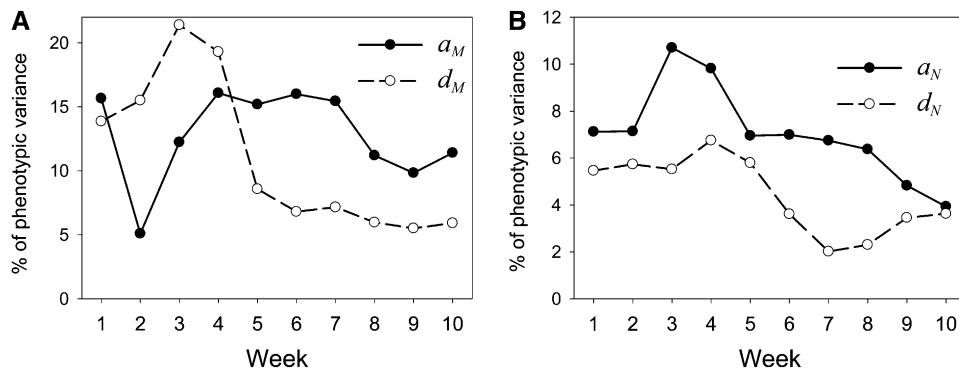 A
% of phenotypic variance
20
15
10
5
0
a_M
d_M
1 2 3 4 5 6 7 8 9 10
Week
B
% of phenotypic variance
12
10
8
6
4
2
0
a_N
d_N
1 2 3 4 5 6 7 8 9 10
Week